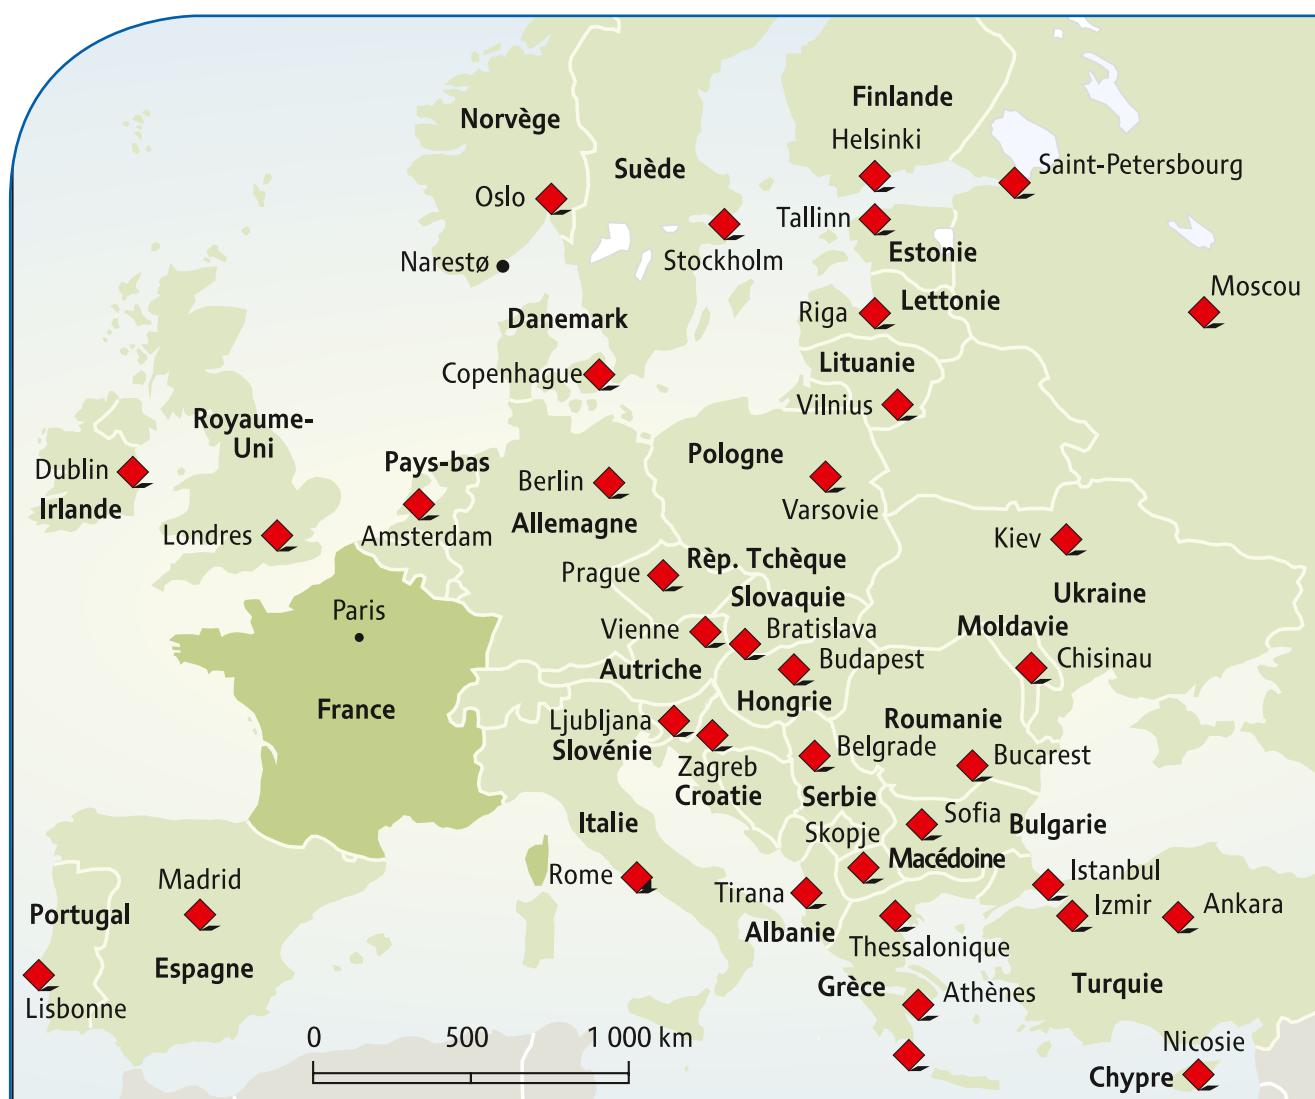 Finlande
Norvège
Helsinki
Suède
Saint-Petersbourg
Oslo
Tallinn
Estonie
Narestø
Stockholm
Moscou
Lettonie
Riga
Danemark
Lituanie
Copenhague
Vilnius
Royaume-
Uni
Pays-bas
Pologne
Dublin
Berlin
Irlande
Varsovie
Allemagne
Londres
Amsterdam
Kiev
Rèp. Tchèque
Prague
Ukraine
Slovaquie
Paris
Vienne
Bratislava
Moldavie
Autriche
Budapest
Chisinau
Hongrie
France
Roumanie
Ljubljana
Slovénie
Belgrade
Bucarest
Zagreb
Croatie
Serbie
Sofia
Italie
Bulgarie
Skopje
Macédoine
Istanbul
Rome
Madrid
Tirana
Izmir
Ankara
Portugal
Albanie
Thessalonique
Espagne
Grèce
Athènes
Turquie
Lisbonne
0 500 1 000 km
Nicosie
Chypre